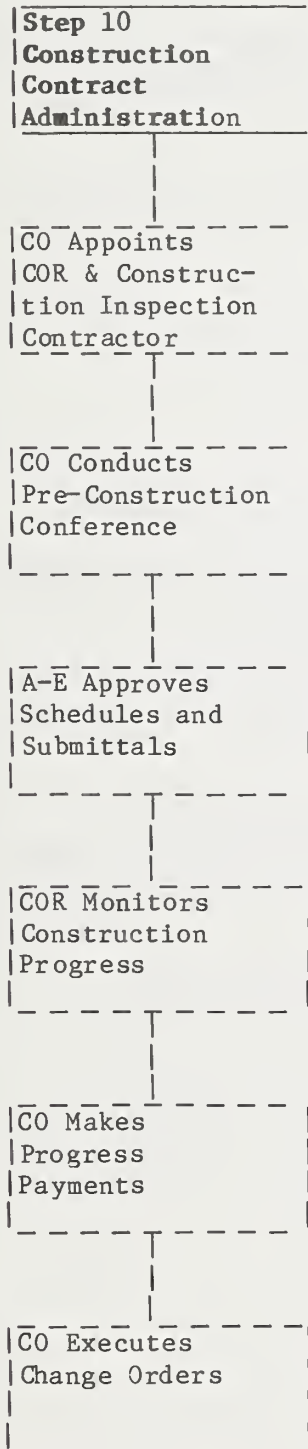 Step 10
Construction
Contract
Administration
CO Appoints
COR & Construc-
tion Inspection
Contractor
CO Conducts
Pre-Construction
Conference
A-E Approves
Schedules and
Submittals
COR Monitors
Construction
Progress
CO Makes
Progress
Payments
CO Executes
Change Orders